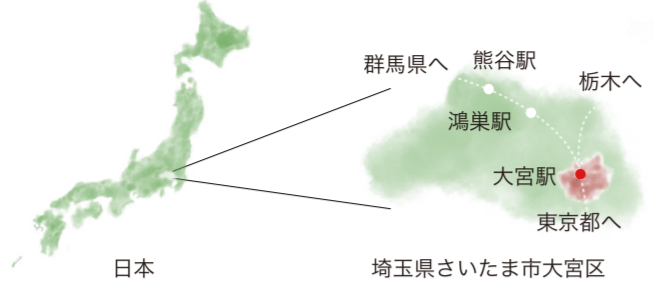 群馬県へ
熊谷駅
栃木へ
鴻巣駅
大宮駅
東京都へ
日本
埼玉県さいたま市大宮区